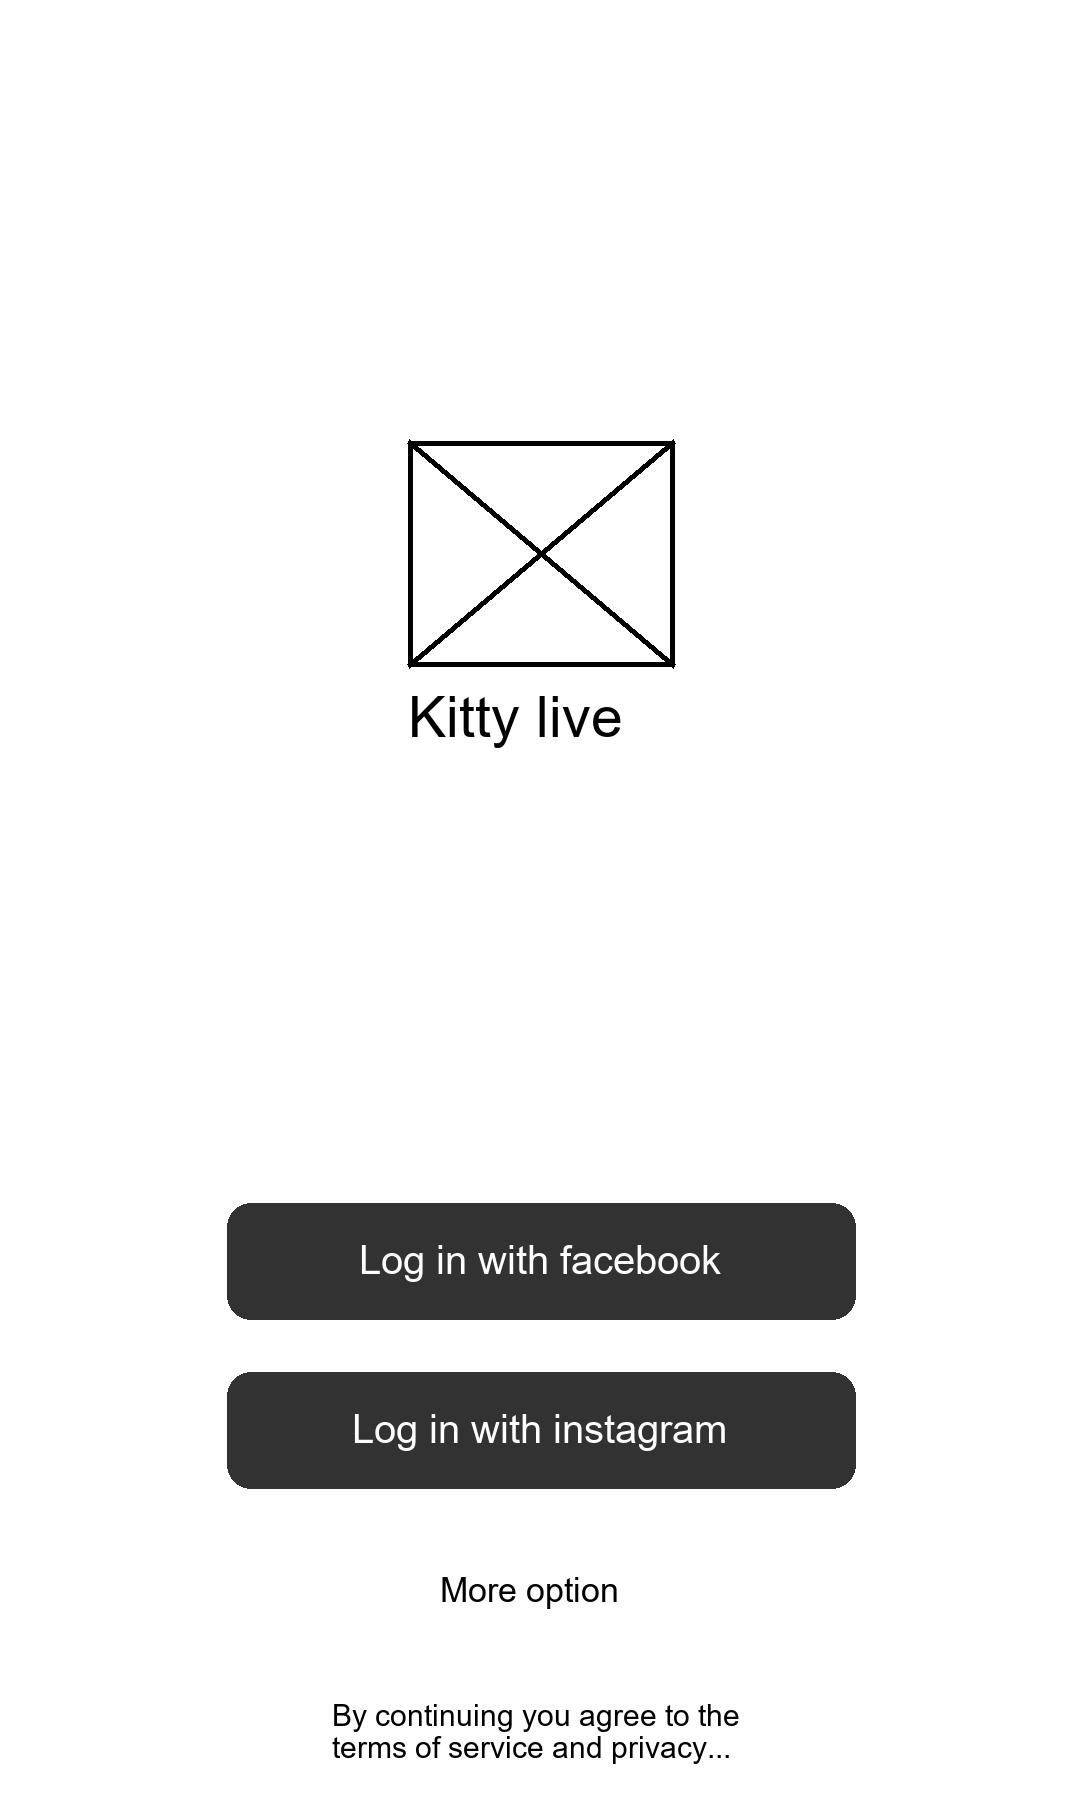 Kitty live
Log in with facebook
Log in with instagram
More option
By continuing you agree to the
terms of service and privacy...